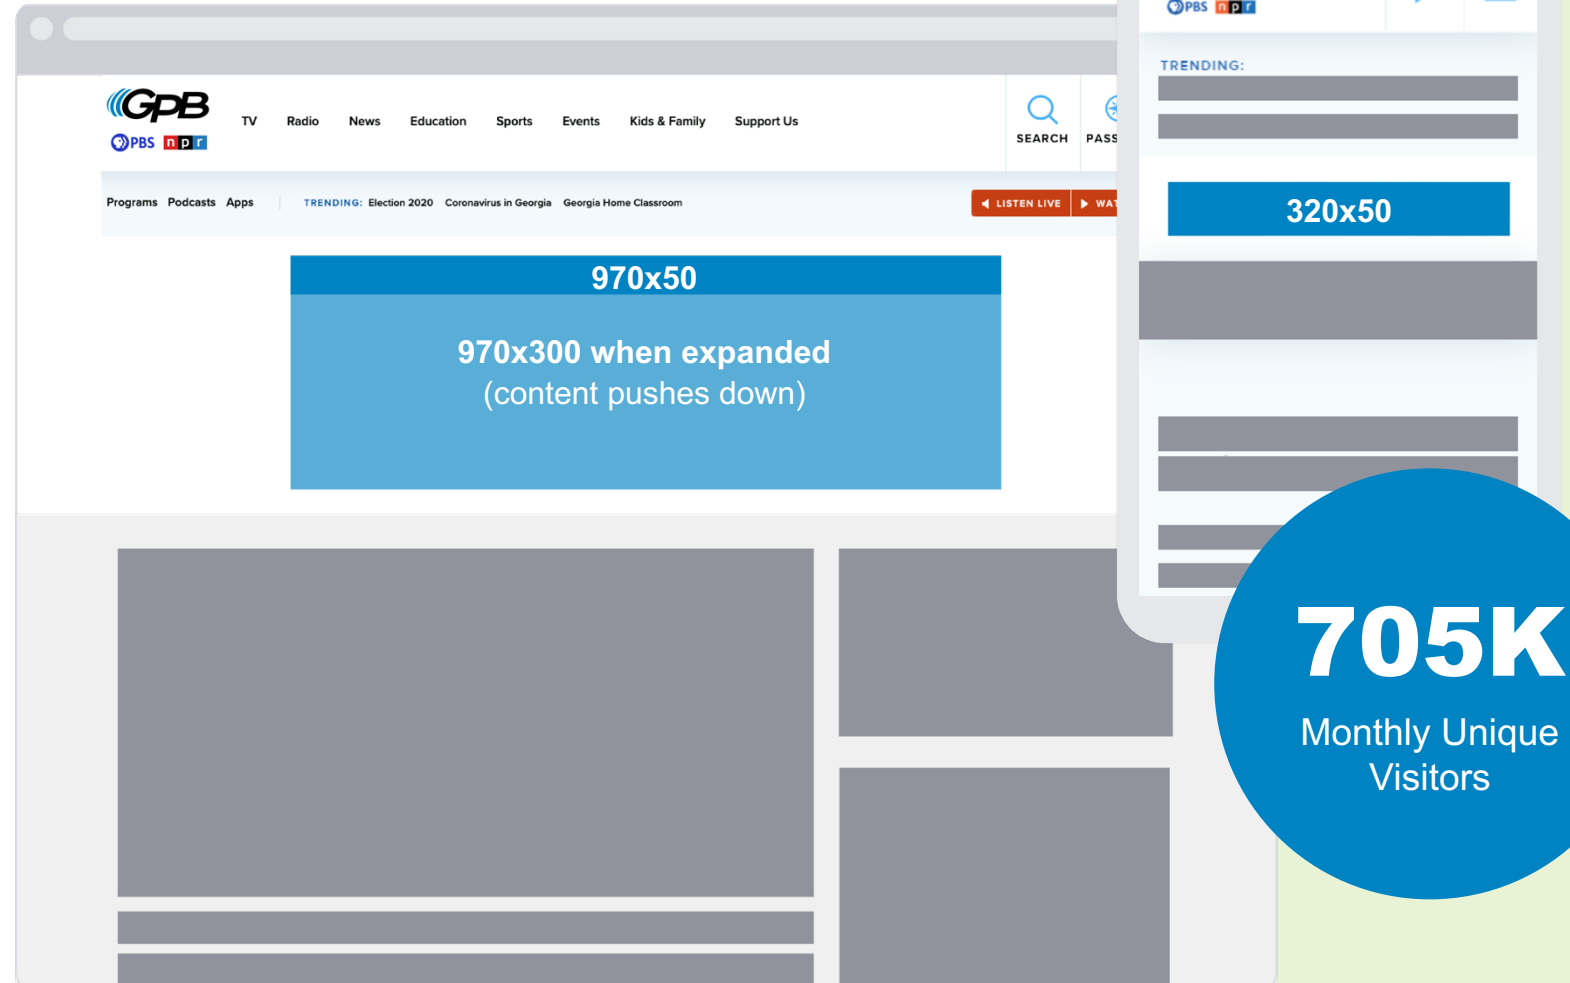 GPB
PBS npr
TV Radio News Education Sports Events Kids & Family Support Us
SEARCH
Programs Podcasts Apps TRENDING: Election 2020 Coronavirus in Georgia Georgia Home Classroom
LISTEN LIVE
970x50
970x300 when expanded
(content pushes down)
PBS npr
TRENDING:
320x50
705K
Monthly Unique
Visitors